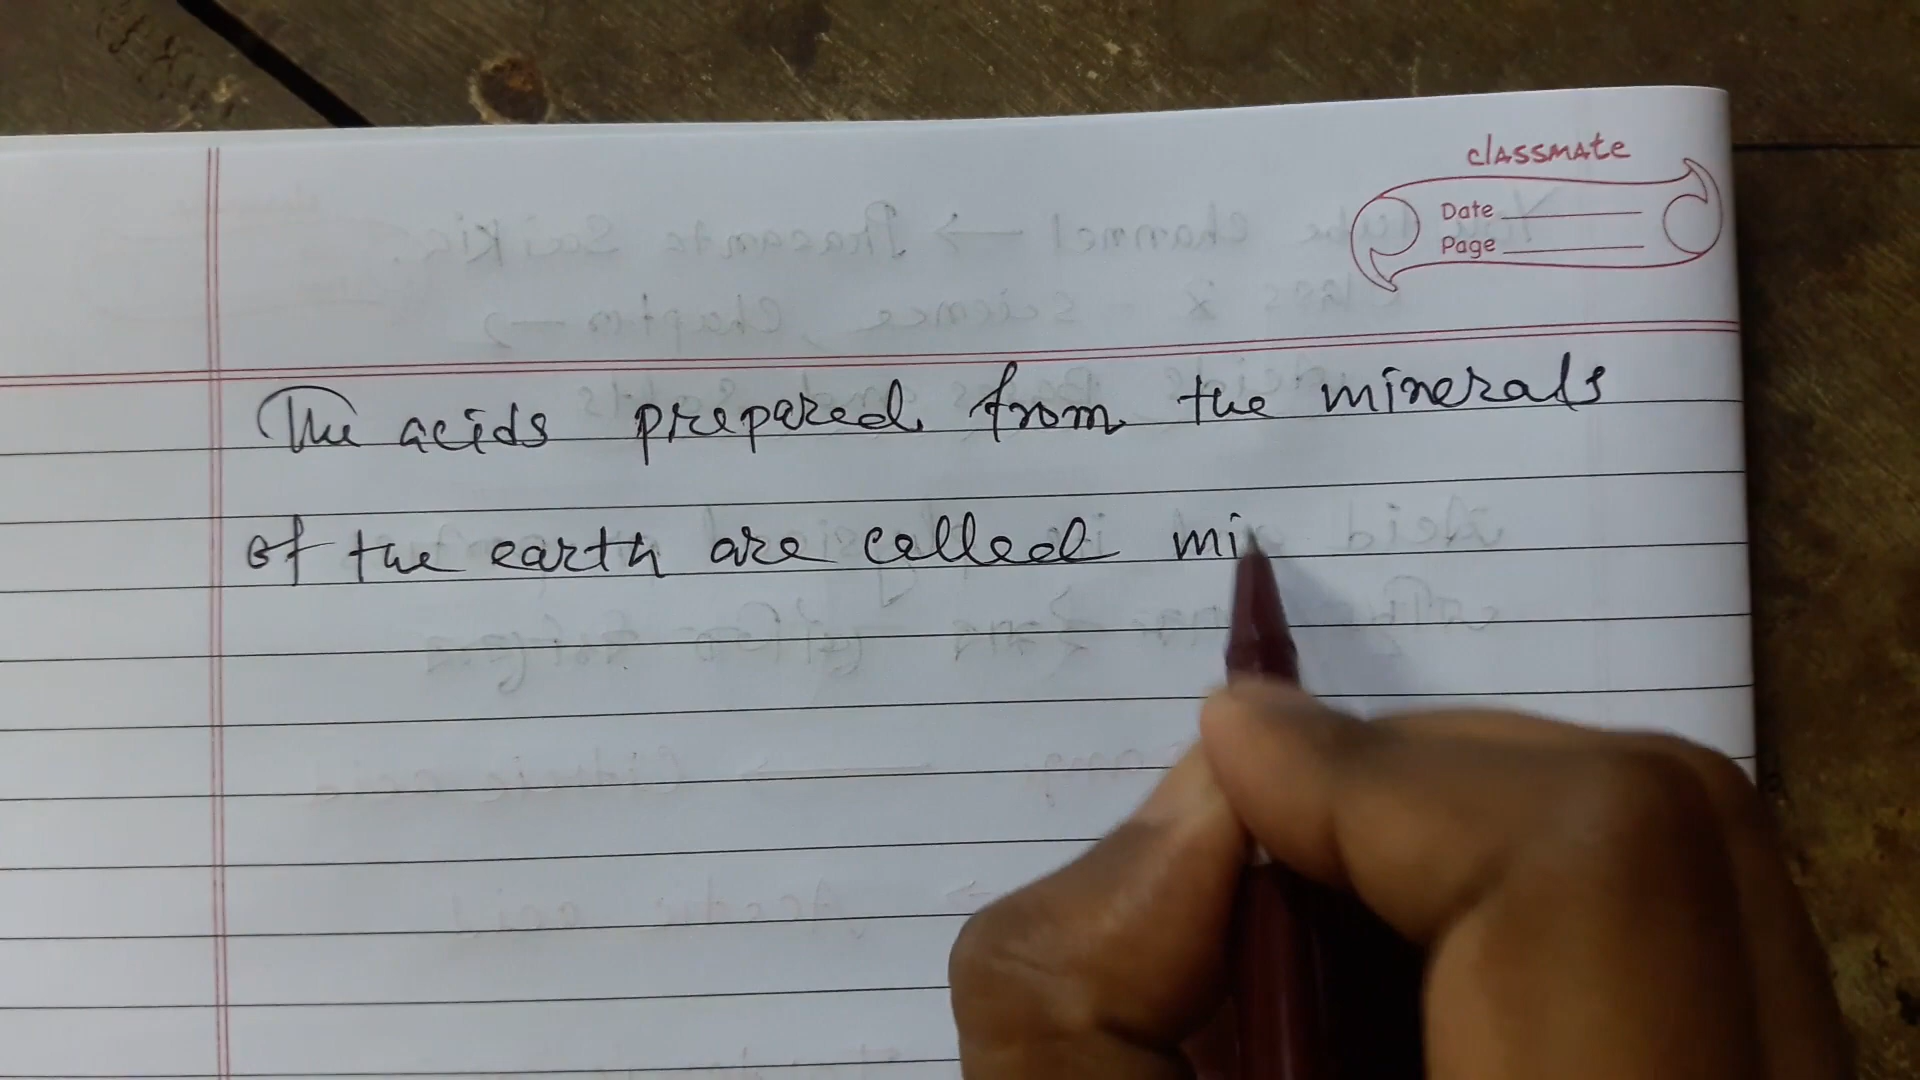 classmate
Date
Page
The acids prepared from the minerals
of the earth are called mi